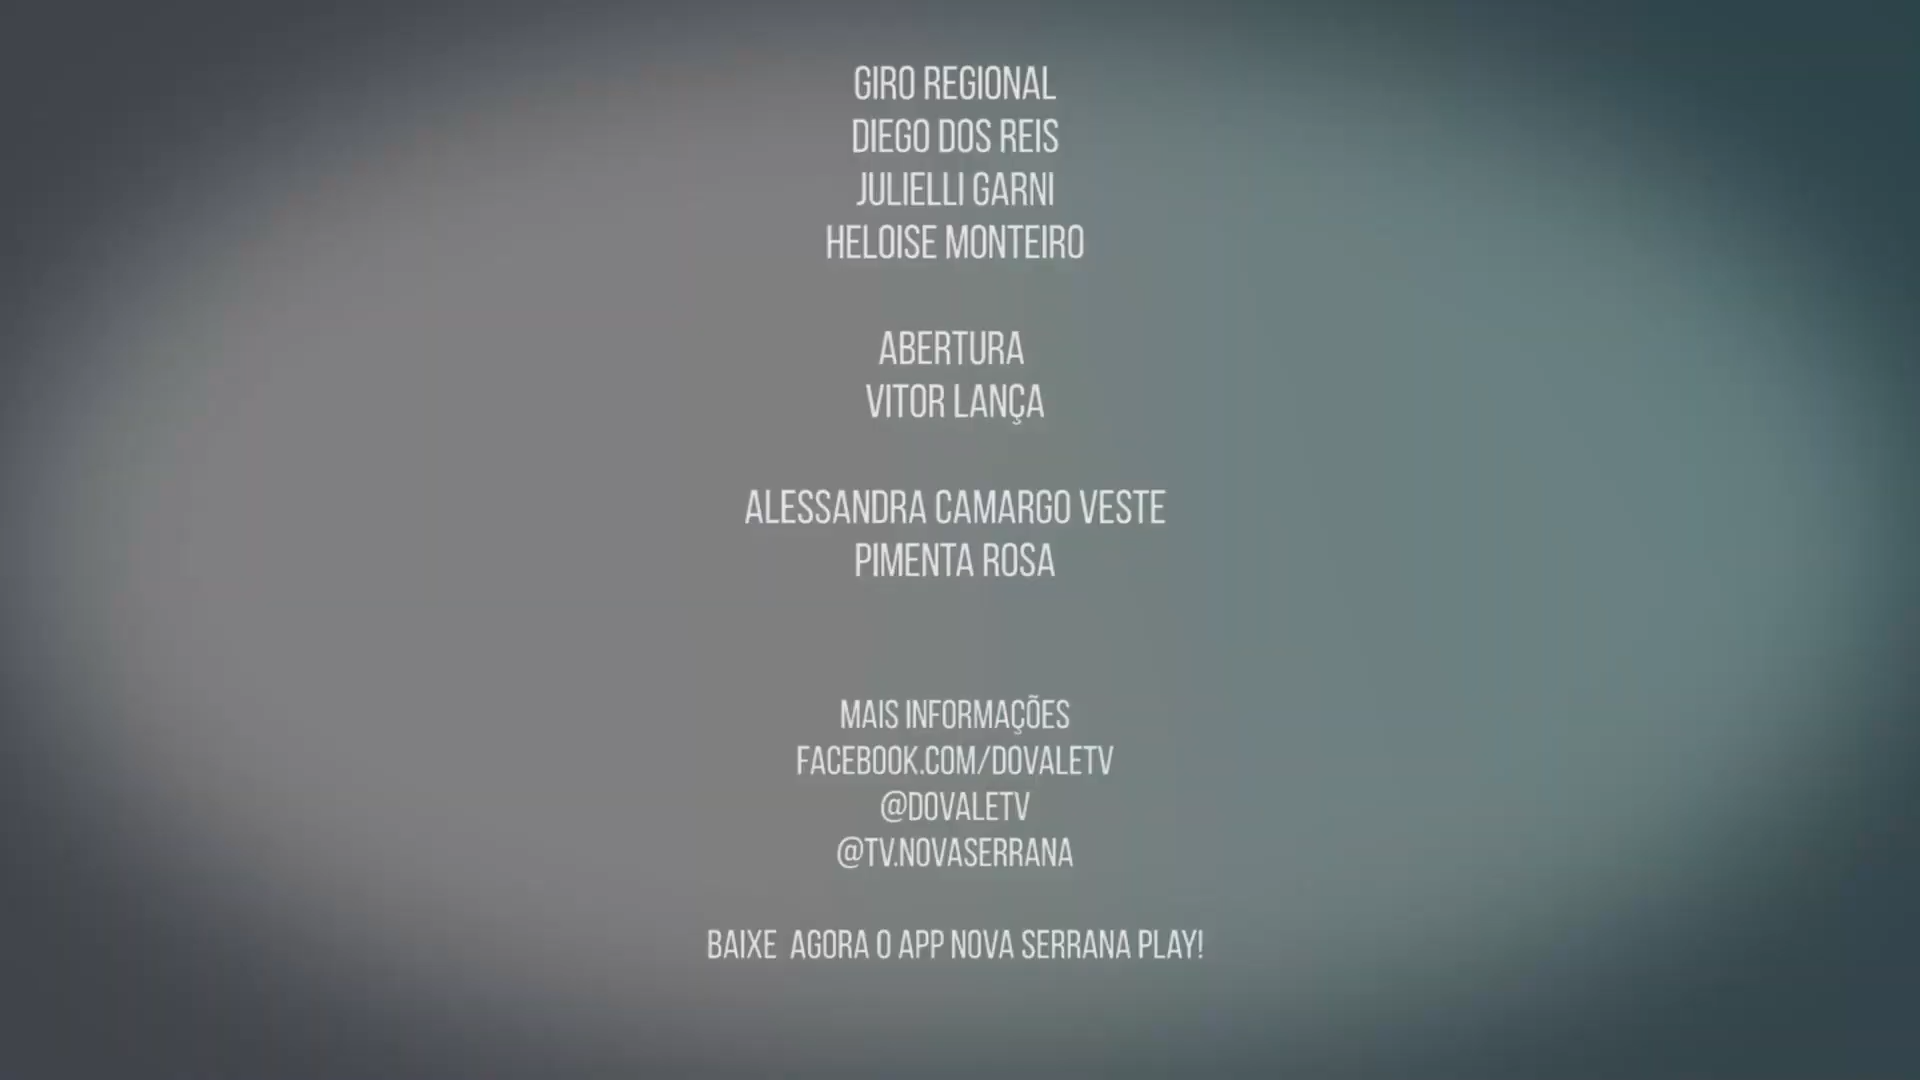 GIRO REGIONAL
DIEGO DOS REIS
JULIELLI GARNI
HELOISE MONTEIRO
ABERTURA
VITOR LANÇA
ALESSANDRA CAMARGO VESTE
PIMENTA ROSA
MAIS INFORMAÇÕES
FACEBOOK.COM/DOVALETV
@DOVALETV
@TV.NOVASERRANA
BAIXE AGORA O APP NOVA SERRANA PLAY!